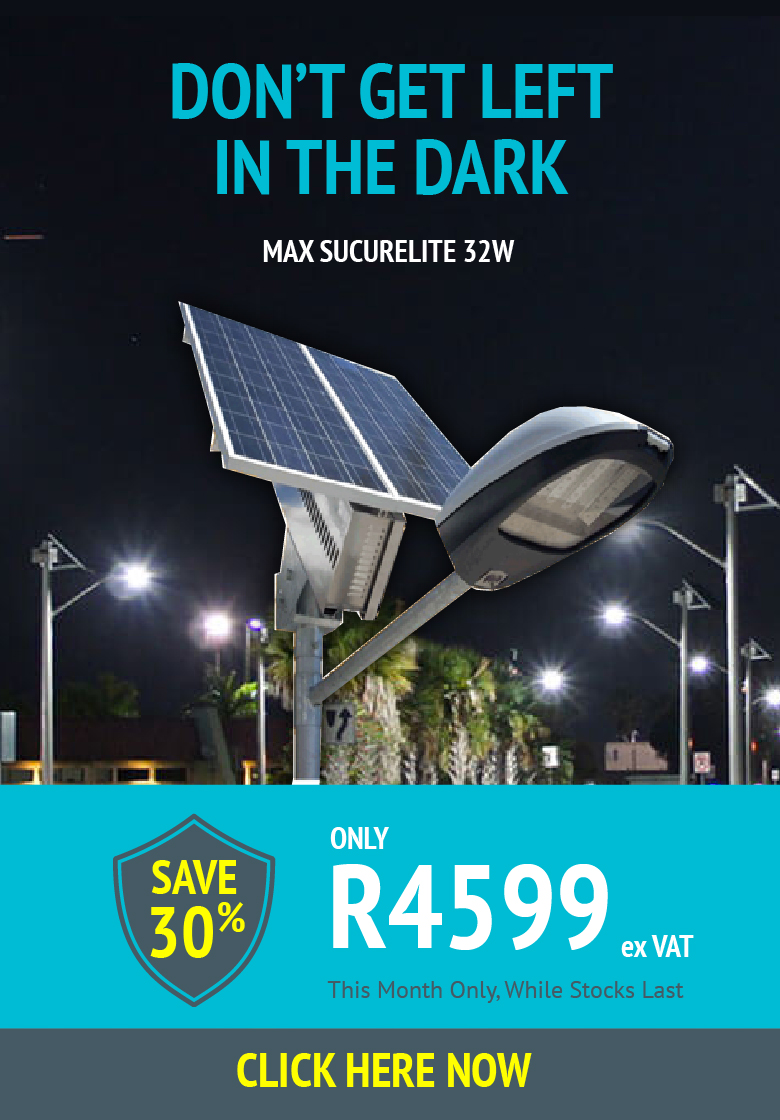 DON'T GET LEFT
IN THE DARK
MAX SUCURELITE 32W
SAVE
30%
ONLY
R4599 ex VAT
This Month Only, While Stocks Last
CLICK HERE NOW